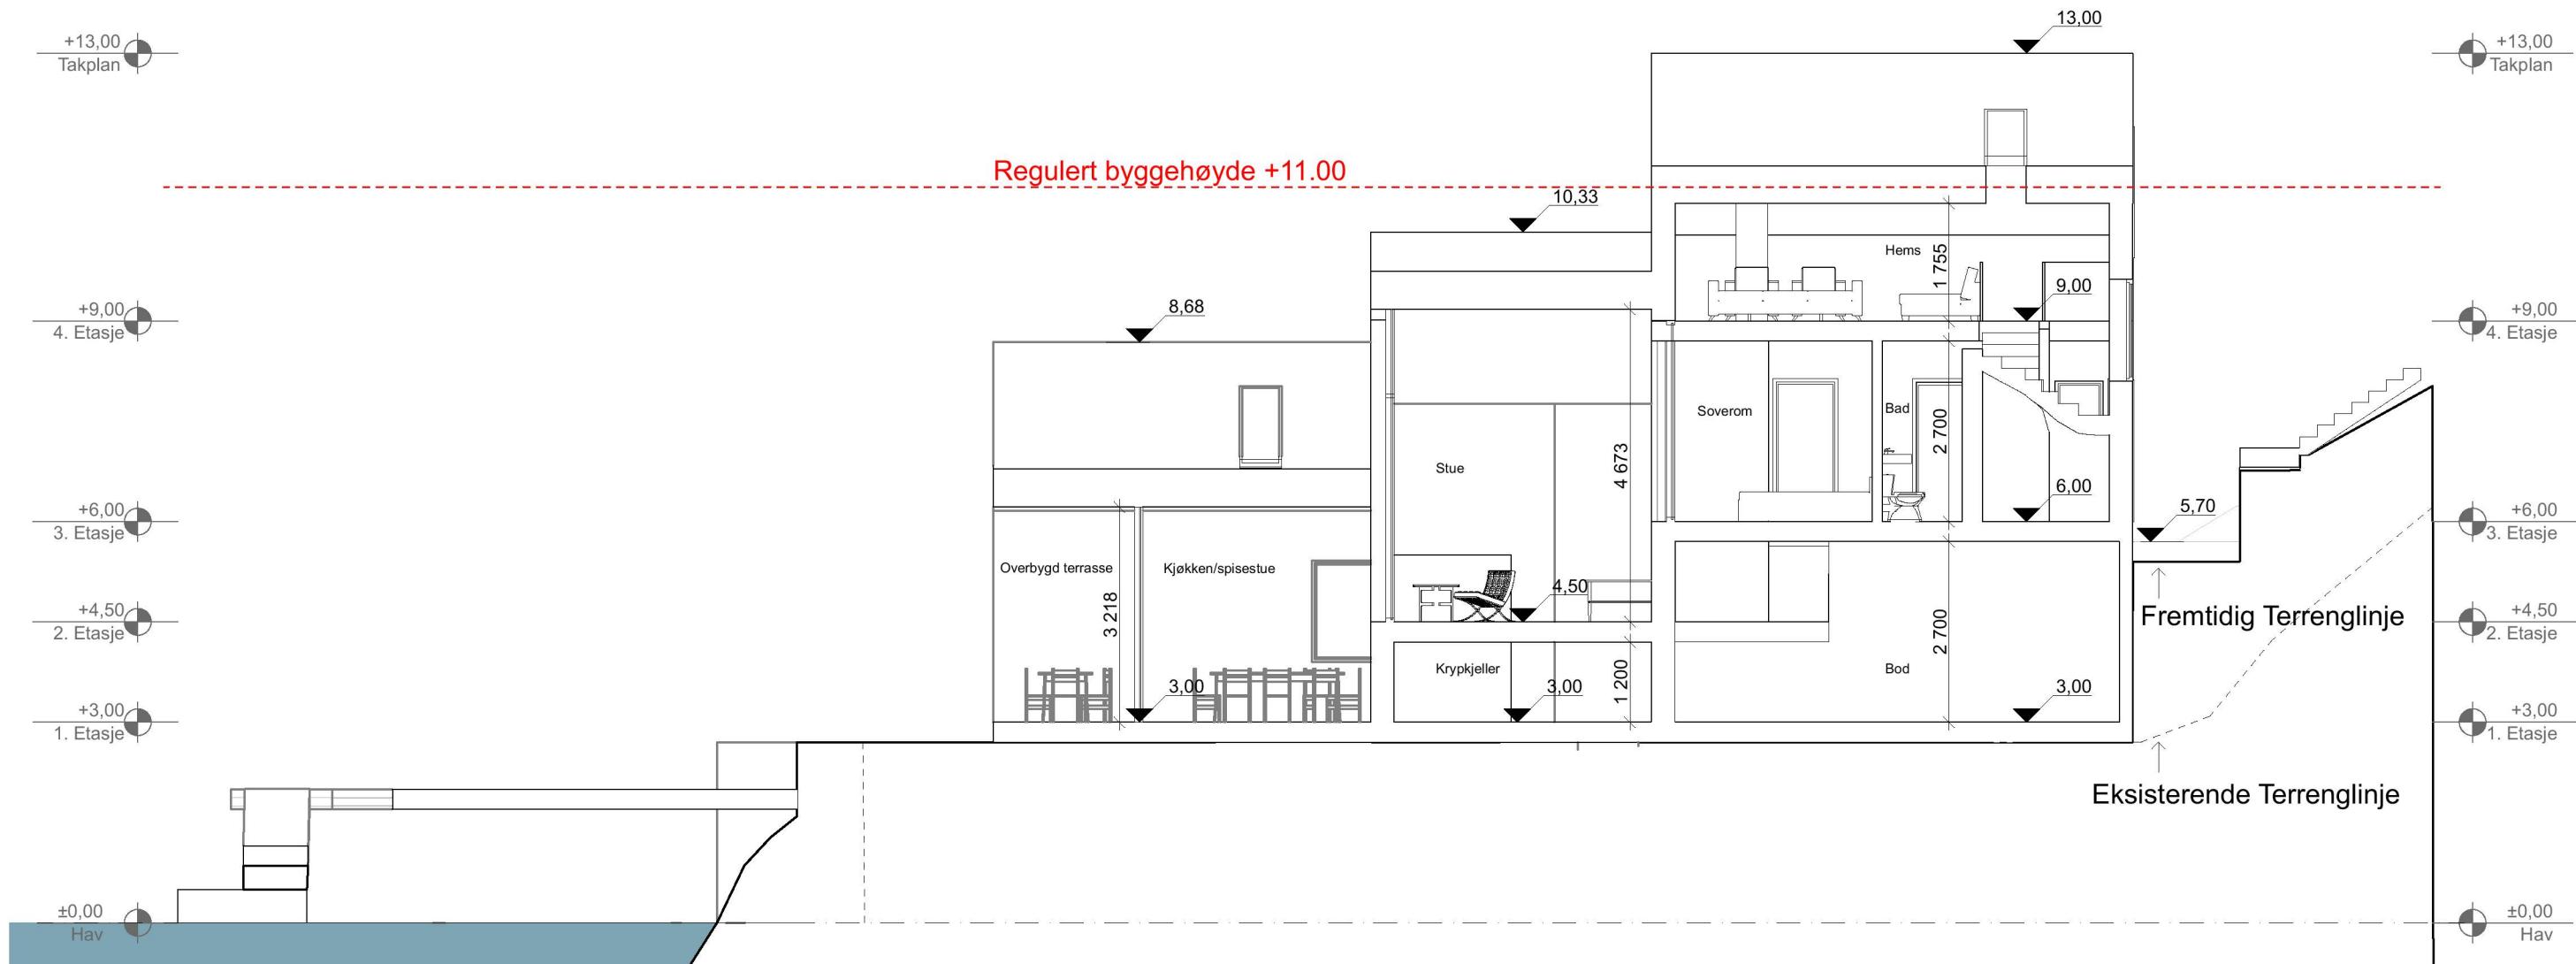 13,00
+13,00
Takplan
+13,00
Takplan
Regulert byggehøyde +11.00
10,33
Hems
1 755
9,00
8,68
+9,00
4. Etasje
+9,00
4. Etasje
Soverom
Bad
2 700
Stue
4 673
6,00
5,70
+6,00
3. Etasje
+6,00
3. Etasje
Overbygd terrasse
Kjøkken/spisestue
3 218
4,50
+4,50
2. Etasje
Fremtidig Terrenglinje
+4,50
2. Etasje
2 700
Krypkjeller
1 200
Bod
3,00
3,00
3,00
+3,00
1. Etasje
+3,00
1. Etasje
Eksisterende Terrenglinje
±0,00
Hav
±0,00
Hav